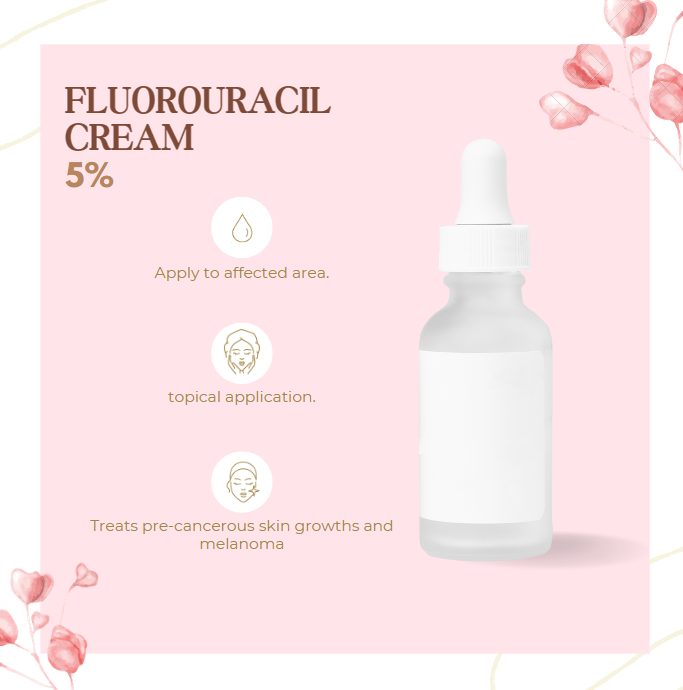 FLUOROURACIL
CREAM
5%
Apply to affected area.
topical application.
Treats pre-cancerous skin growths and
melanoma